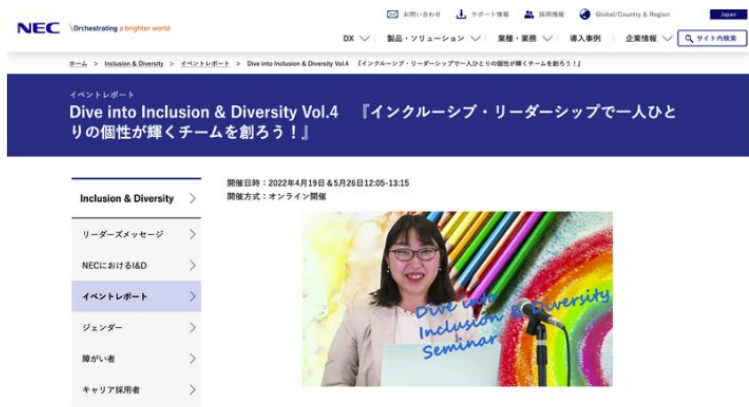 NEC
\Orchestrating a brighter world
お問い合わせ
サポート情報
採用情報
Global/Country & Region
Japan
DX
製品・ソリューション
業種・業務
導入事例
企業情報
サイト内検索
ホーム > Inclusion & Diversity > イベントレポート > Dive into Inclusion & Diversity Vol.4 『インクルーシブ・リーダーシップで一人ひとりの個性が輝くチームを創ろう！』
イベントレポート
Dive into Inclusion & Diversity Vol.4 『インクルーシブ・リーダーシップで一人ひと
りの個性が輝くチームを創ろう！』
Inclusion & Diversity
リーダーズメッセージ
NECにおけるI&D
イベントレポート
ジェンダー
障がい者
キャリア採用者
開催日時：2022年4月19日＆5月26日12:05-13:15
開催方式：オンライン開催
Dive into
Inclusion & Diversity
Seminar